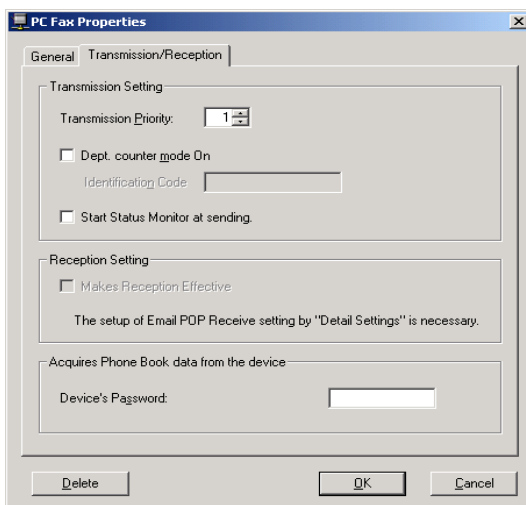 PC Fax Properties
General Transmission/Reception
Transmission Setting
Transmission Priority: 1
Dept. counter mode On
Identification Code
Start Status Monitor at sending.
Reception Setting
Makes Reception Effective
The setup of Email POP Receive setting by "Detail Settings" is necessary.
Acquires Phone Book data from the device
Device's Password:
Delete OK Cancel